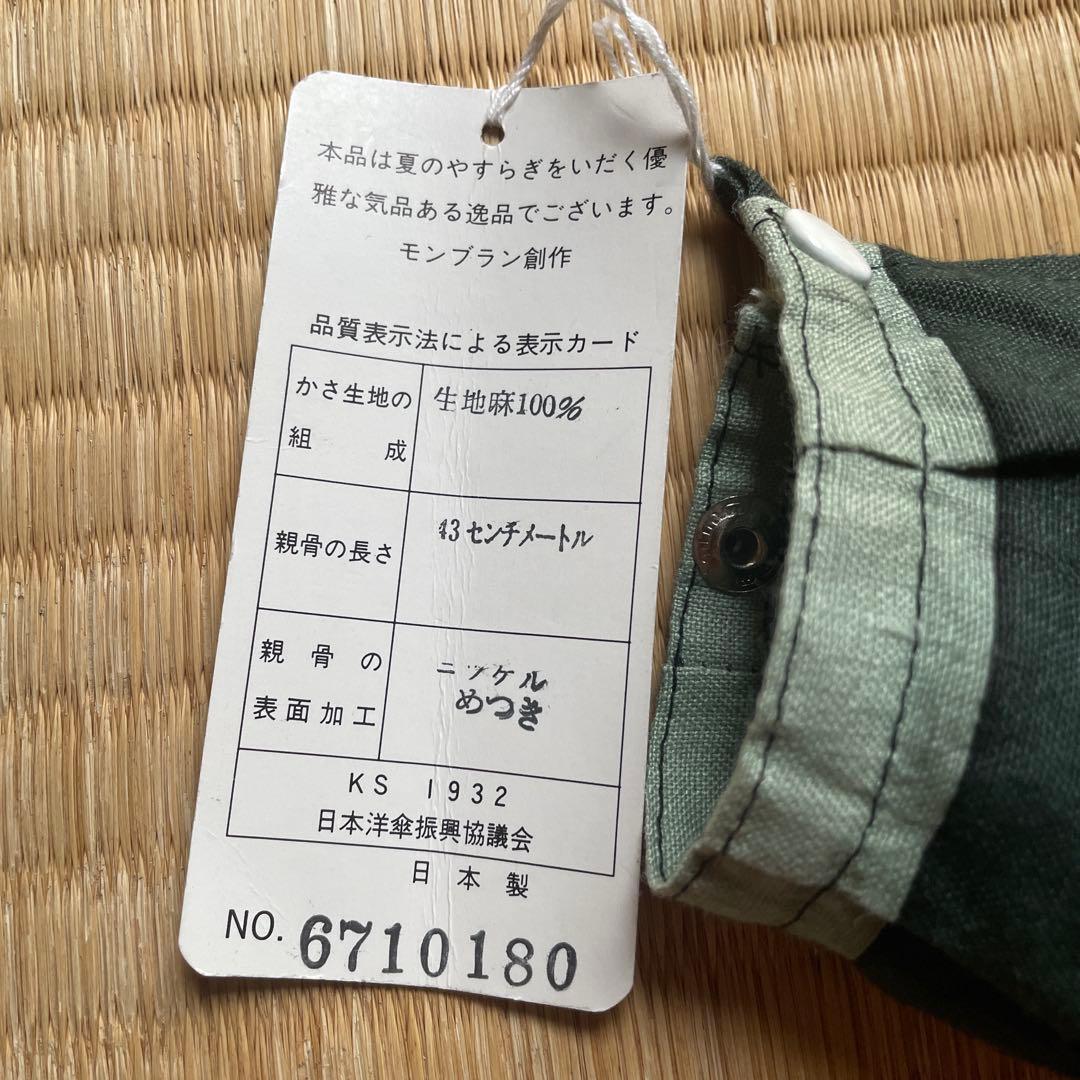 本品は夏のやすらぎをいだく優
雅な気品ある逸品でございます。
モンブラン創作
品質表示法による表示カード
かさ生地の
組成
生地麻100%
親骨の長さ
43センチメートル
親骨の
表面加工
ニッケル
めつき
KS 1932
日本洋傘振興協議会
日本製
NO. 6710180